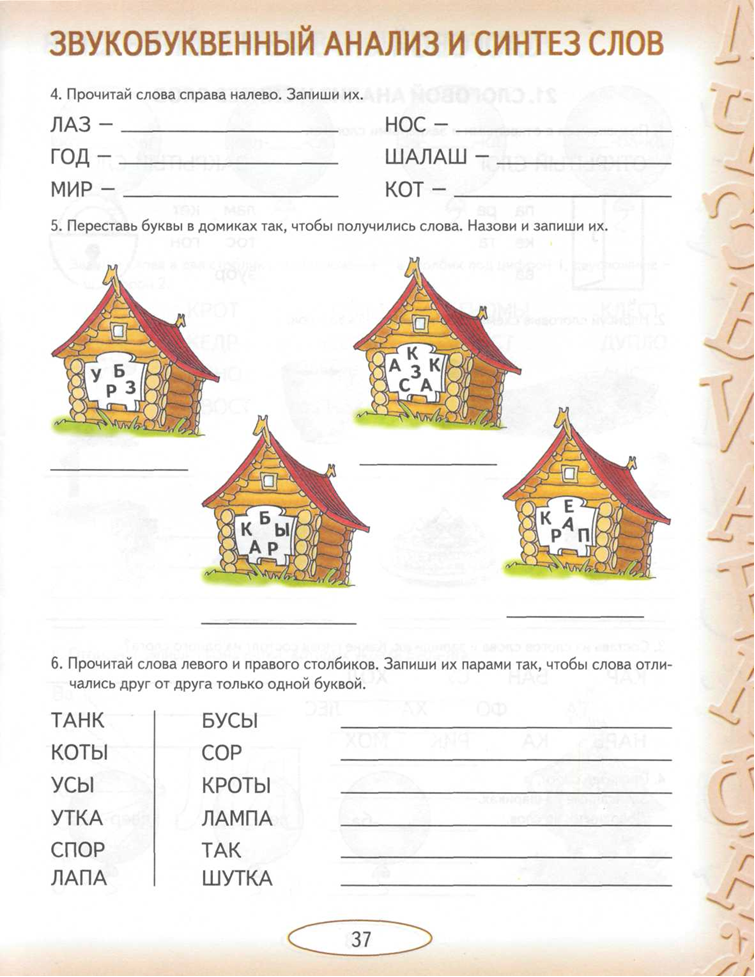 ЗВУКОБУКВЕННЫЙ АНАЛИЗ И СИНТЕЗ СЛОВ
4. Прочитай слова справа налево. Запиши их.
ЛАЗ – НОС –
ГОД – ШАЛАШ –
МИР – КОТ –
5. Переставь буквы в домиках так, чтобы получились слова. Назови и запиши их.
У Б Р З
А К З К С А
К Б Ы А Р
К Е А Р П
6. Прочитай слова левого и правого столбиков. Запиши их парами так, чтобы слова отли-
чались друг от друга только одной буквой.
ТАНК БУСЫ
КОТЫ СОР
УСЫ КРОТЫ
УТКА ЛАМПА
СПОР ТАК
ЛАПА ШУТКА
37